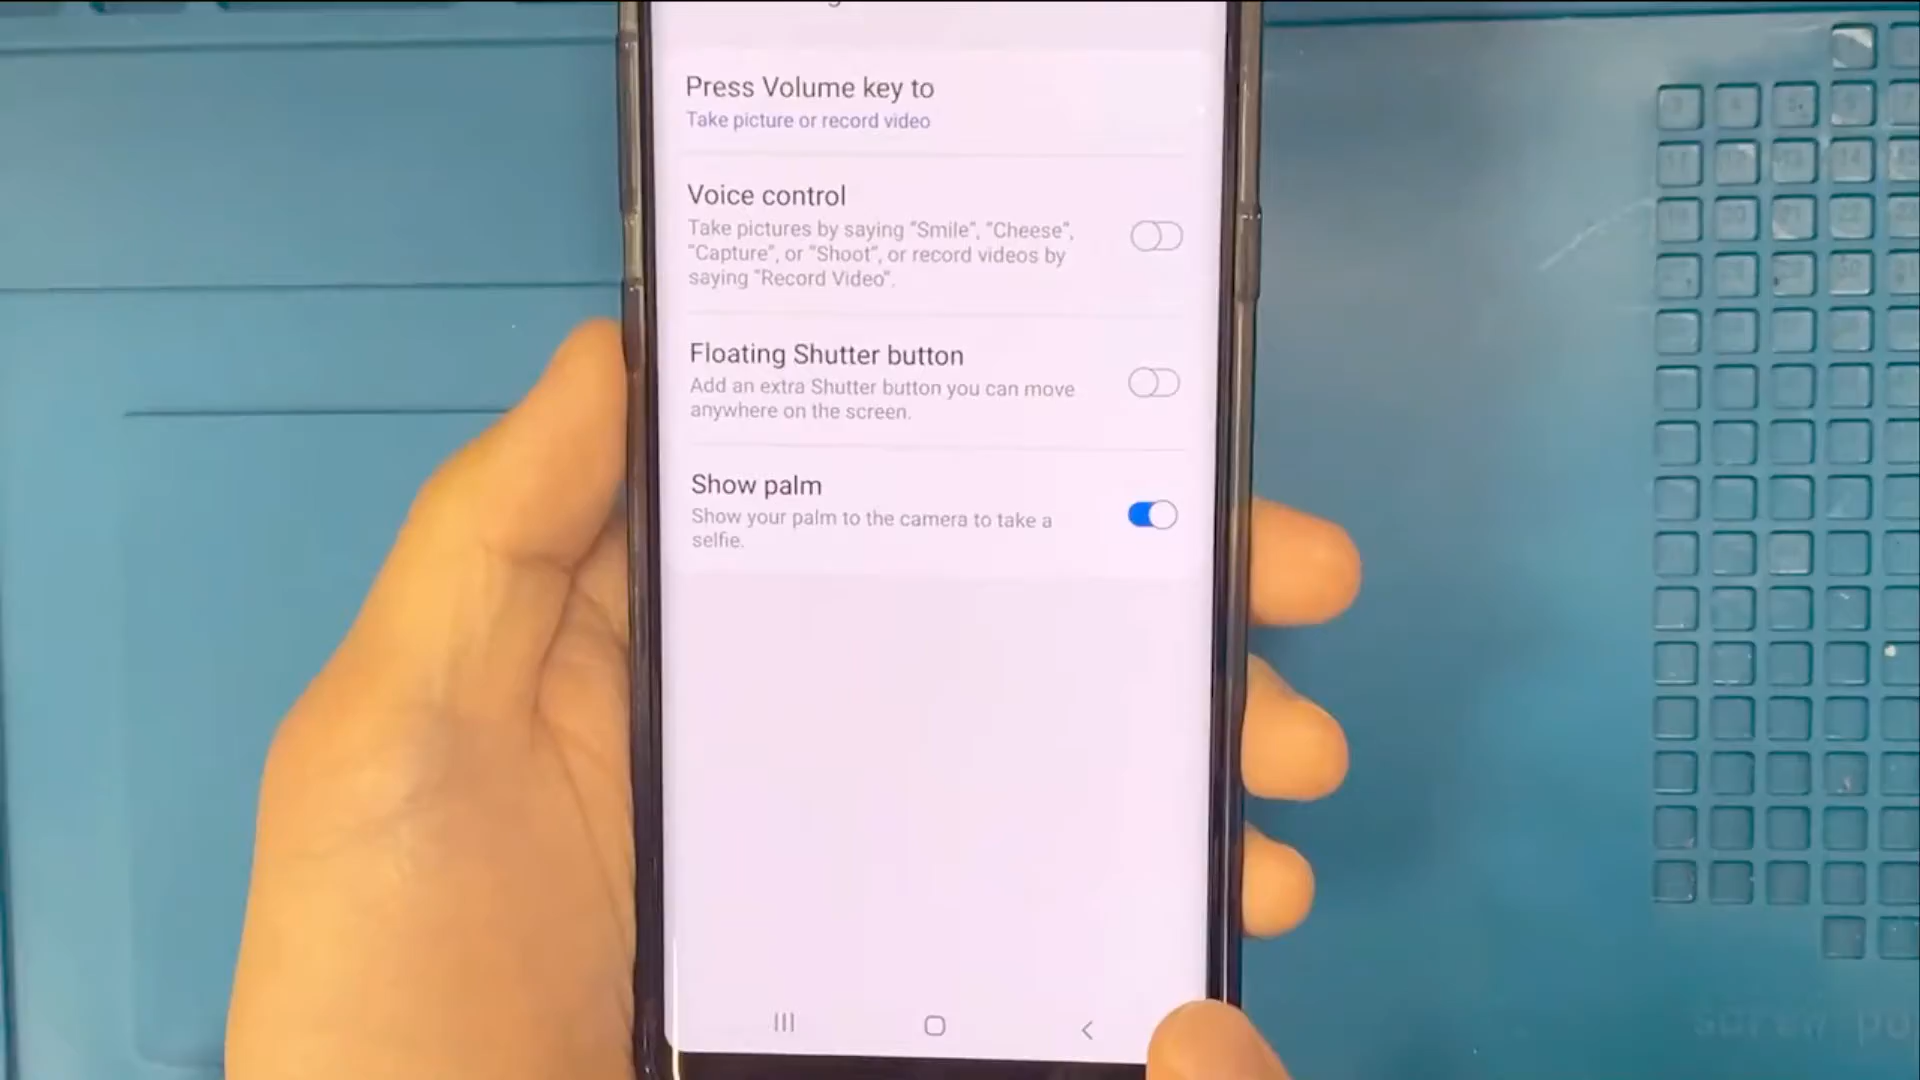 Press Volume key to
Take picture or record video
Voice control
Take pictures by saying "Smile", "Cheese",
"Capture", or "Shoot", or record videos by
saying "Record Video".
Floating Shutter button
Add an extra Shutter button you can move
anywhere on the screen.
Show palm
Show your palm to the camera to take a
selfie.